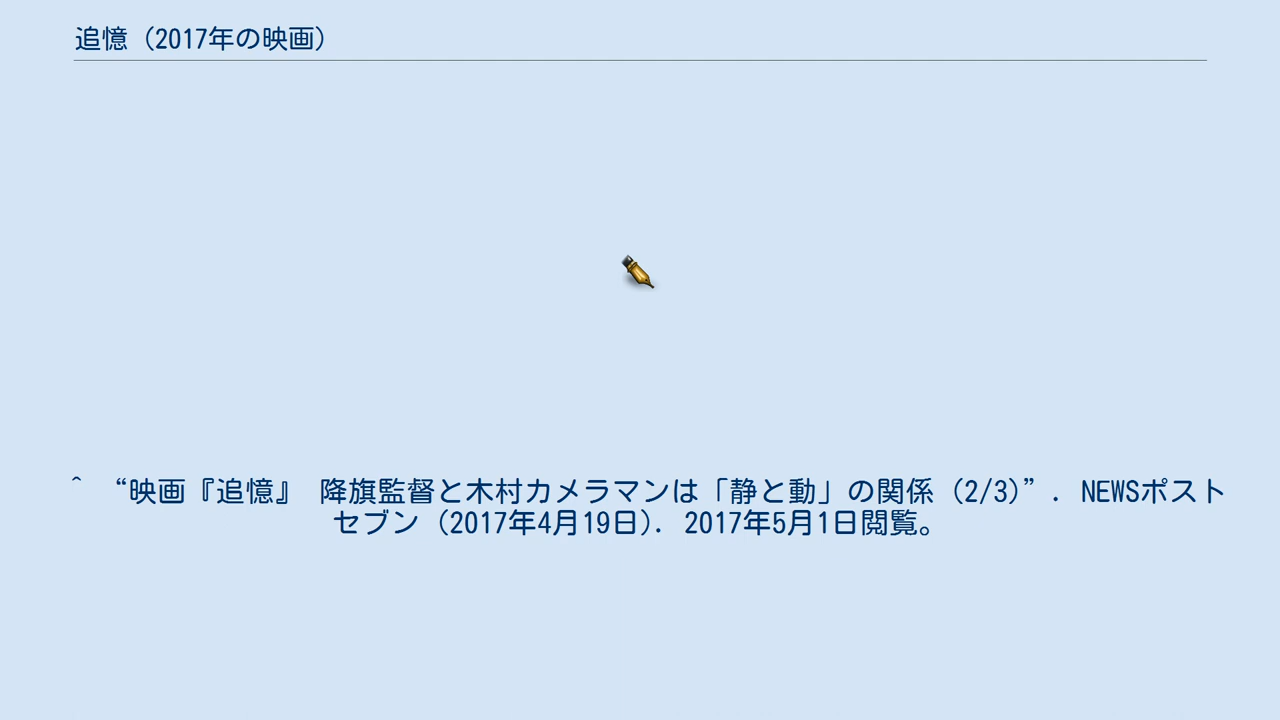 追憶（2017年の映画）
^ “映画『追憶』 降旗監督と木村カメラマンは「静と動」の関係（2/3）”. NEWSポスト
セブン（2017年4月19日）. 2017年5月1日閲覧。